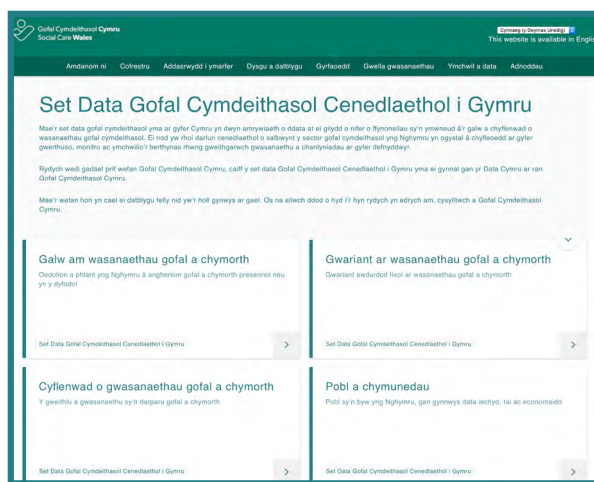 Gofal Cymdeithasol Cymru
Social Care Wales
Cymraeg (y Deyrnas Unedig)
This website is available in English
Amdanom ni Cofrestru Addasrwydd i ymarfer Dysgu a datblygu Gyrfaoedd Gwella gwasanaethau Ymchwil a data Adnoddau
Set Data Gofal Cymdeithasol Cenedlaethol i Gymru
Mae'r set data gofal cymdeithasol yma ar gyfer Cymru yn dwyn amrywiaeth o ddata at ei gilydd o nifer o ffynonellau sy'n ymwneud â'r galw a chyflenwad o
wasanaethau gofal cymdeithasol. Ei nod yw rhoi darlun cenedlaethol o safbwynt y sector gofal cymdeithasol yng Nghymru yn ogystal â chyfleoedd ar gyfer
gwerthuso, monitro ac ymchwilio'r berthynas rhwng gweithgarwch gwasanaethu a chanlyniadau ar gyfer defnyddwyr.
Rydych wedi gadael prif wefan Gofal Cymdeithasol Cymru, caiff y set data Gofal Cymdeithasol Cenedlaethol i Gymru yma ei gynnal gan yr Data Cymru ar ran
Gofal Cymdeithasol Cymru.
Mae'r wefan hon yn cael ei datblygu felly nid yw'r holl gynwys ar gael. Os na allwch ddod o hyd i'r hyn rydych yn edrych am, cysylltwch â Gofal Cymdeithasol
Cymru.
Galw am wasanaethau gofal a chymorth
Oedolion a phlant yng Nghymru â anghenion gofal a chymorth presennol neu
yn y dyfodol
Set Data Gofal Cymdeithasol Cenedlaethol i Gymru
Gwariant ar wasanaethau gofal a chymorth
Gwariant awdurdod lleol ar wasanaethau gofal a chymorth
Set Data Gofal Cymdeithasol Cenedlaethol i Gymru
Cyflenwad o gwasanaethau gofal a chymorth
Y gweithlu a gwasanaethu sy'n darparu gofal a chymorth
Set Data Gofal Cymdeithasol Cenedlaethol i Gymru
Pobl a chymunedau
Pobl sy'n byw yng Nghymru, gan gynnwys data iechyd, tai ac economaidd
Set Data Gofal Cymdeithasol Cenedlaethol i Gymru